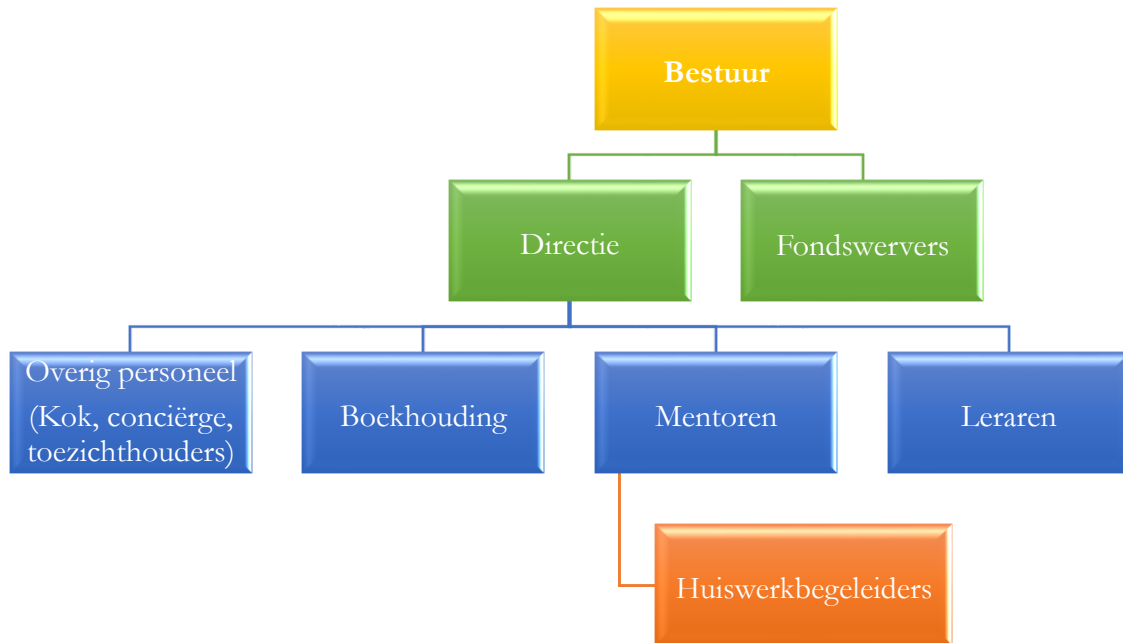 Bestuur
Directie
Fondswervers
Overig personeel
(Kok, conciërge,
toezichthouders)
Boekhouding
Mentoren
Leraren
Huiswerkbegeleiders